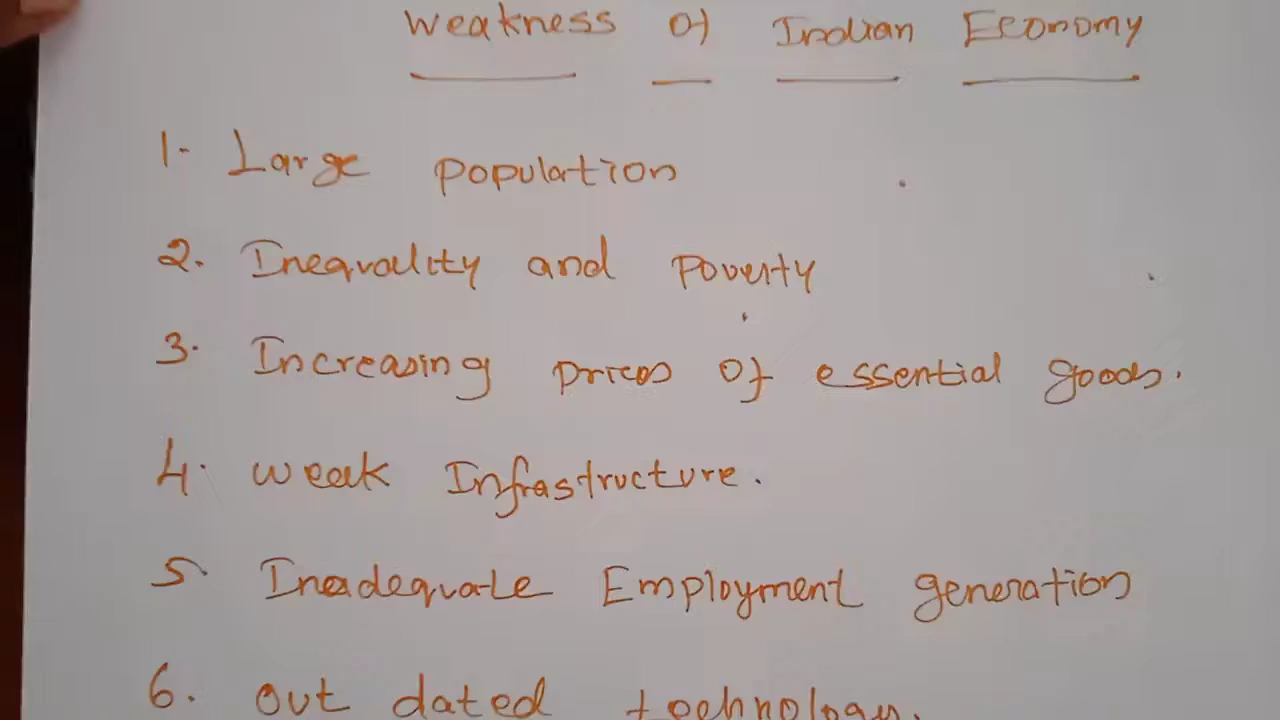 Weakness of Indian Economy
1. Large population
2. Inequality and Poverty
3. Increasing prices of essential goods.
4. weak Infrastructure.
5. Inadequate Employment generation
6. out dated technology.